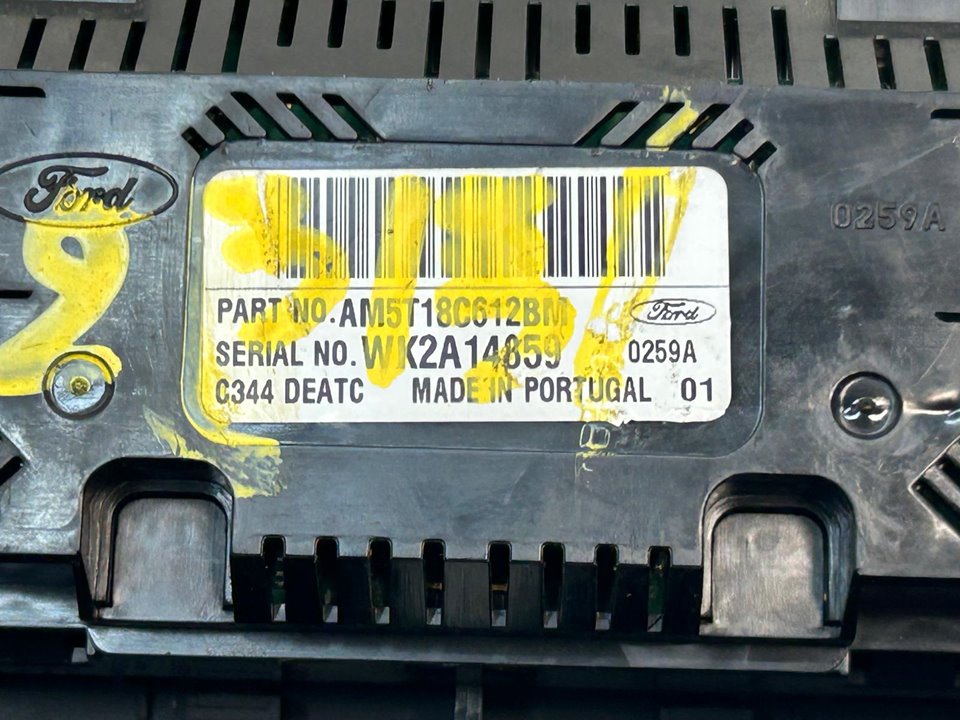 Ford
0259A
PART NO. AM5T18C612BM
Ford
SERIAL NO. WK2A14859
0259A
C344 DEATC MADE IN PORTUGAL 01